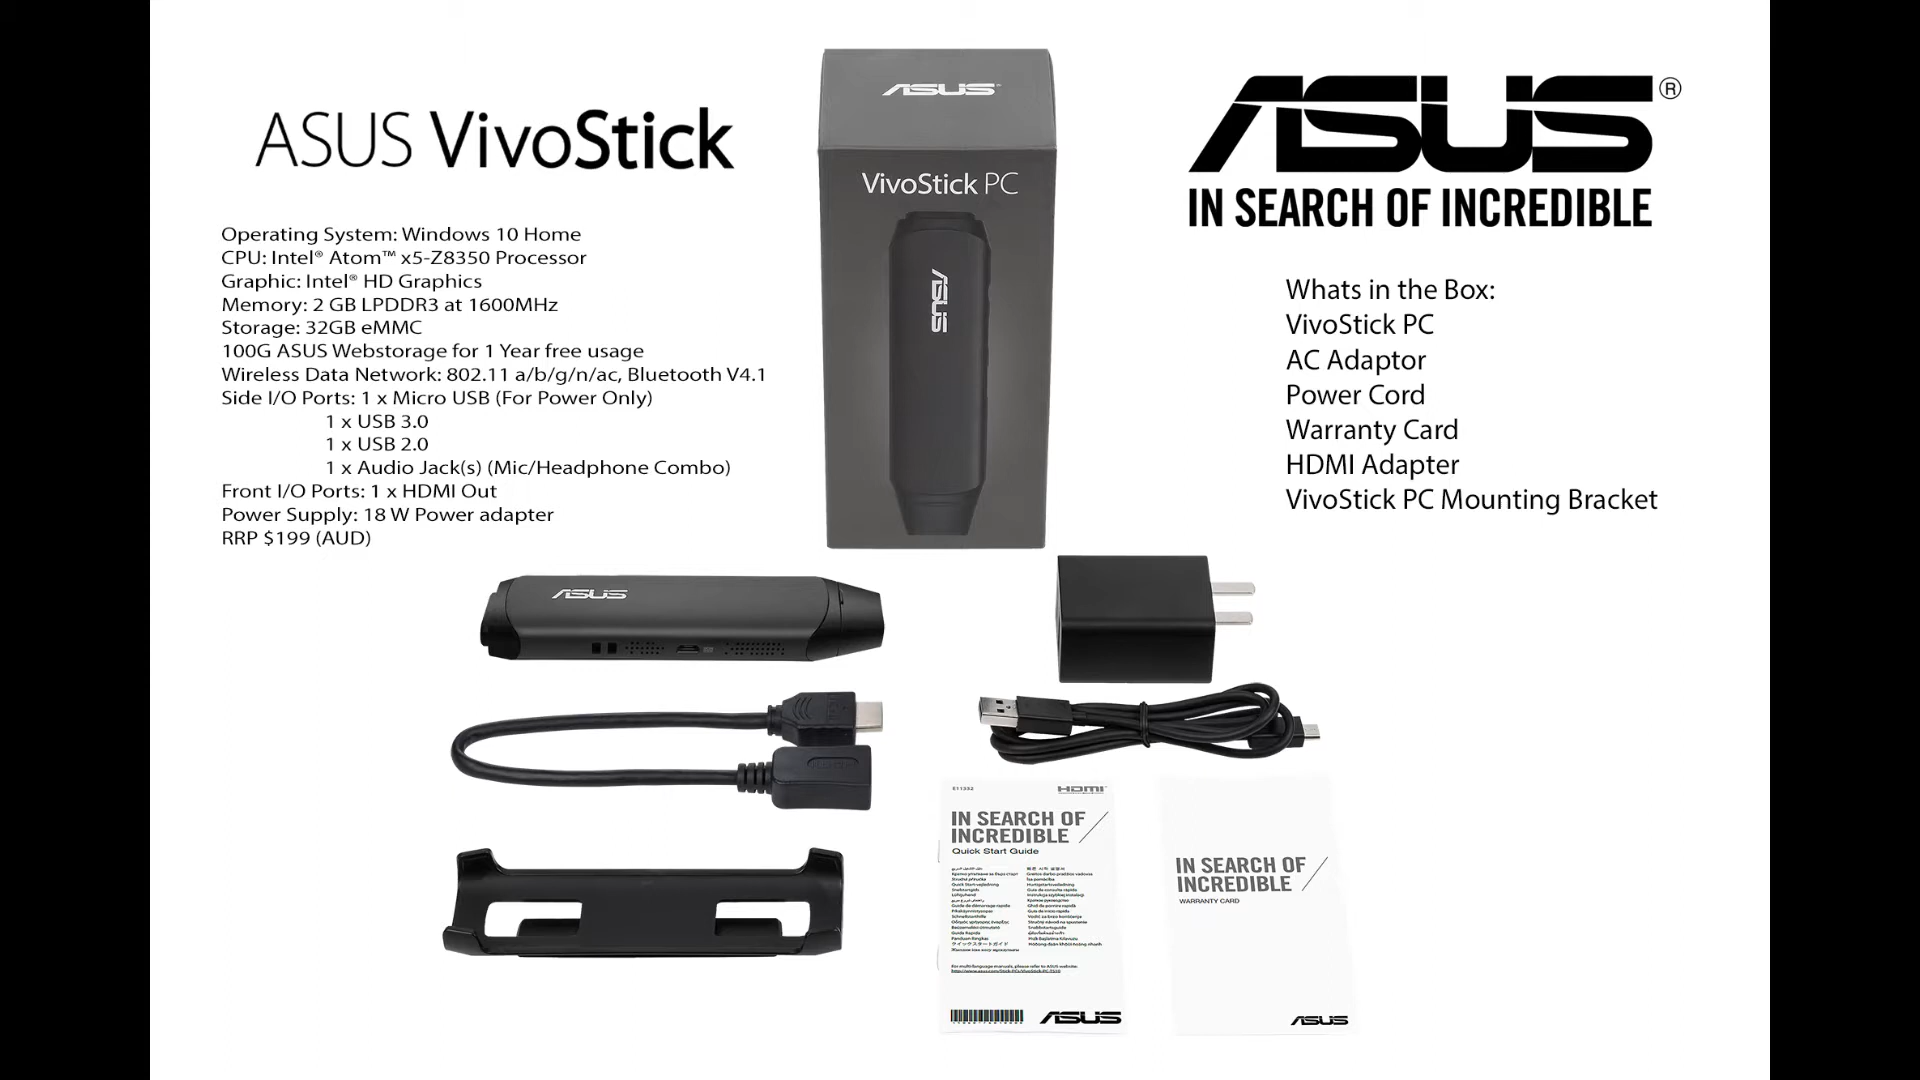 ASUS VivoStick
Operating System: Windows 10 Home
CPU: Intel® Atom™ x5-Z8350 Processor
Graphic: Intel® HD Graphics
Memory: 2 GB LPDDR3 at 1600MHz
Storage: 32GB eMMC
100G ASUS Webstorage for 1 Year free usage
Wireless Data Network: 802.11 a/b/g/n/ac, Bluetooth V4.1
Side I/O Ports: 1 x Micro USB (For Power Only)
1 x USB 3.0
1 x USB 2.0
1 x Audio Jack(s) (Mic/Headphone Combo)
Front I/O Ports: 1 x HDMI Out
Power Supply: 18 W Power adapter
RRP $199 (AUD)
ASUS
VivoStick PC
ASUS
ASUS®
IN SEARCH OF INCREDIBLE
Whats in the Box:
VivoStick PC
AC Adaptor
Power Cord
Warranty Card
HDMI Adapter
VivoStick PC Mounting Bracket
ASUS
E11332
HDMI
IN SEARCH OF
INCREDIBLE
Quick Start Guide
ASUS
IN SEARCH OF
INCREDIBLE
WARRANTY CARD
ASUS